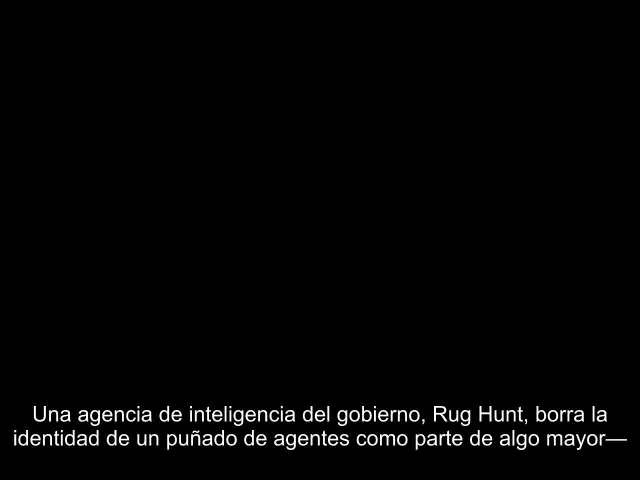 Una agencia de inteligencia del gobierno, Rug Hunt, borra la
identidad de un puñado de agentes como parte de algo mayor—